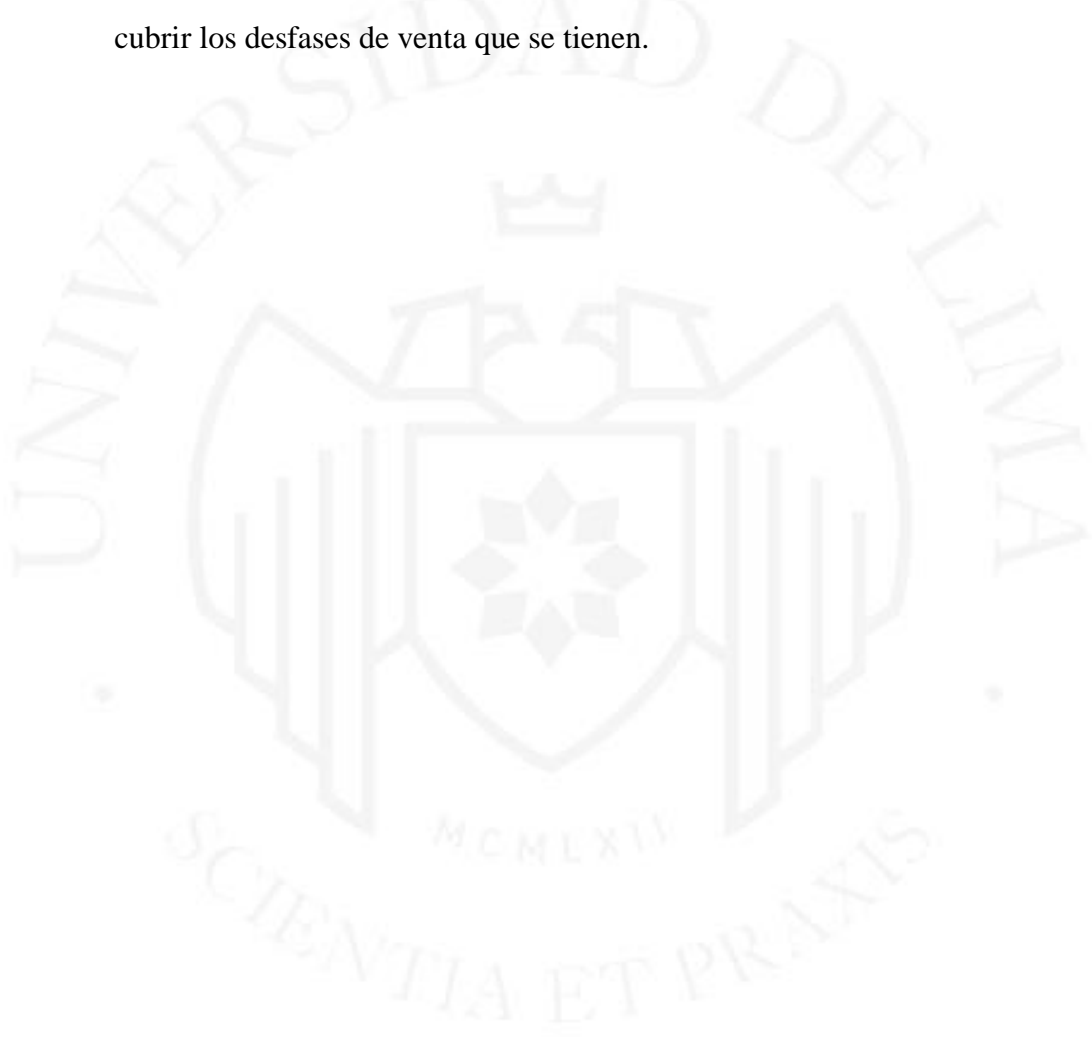 cubrir los desfases de venta que se tienen.
UNIVERSIDAD DE LIMA
MCMLXII
SCIENTIA ET PRAXIS